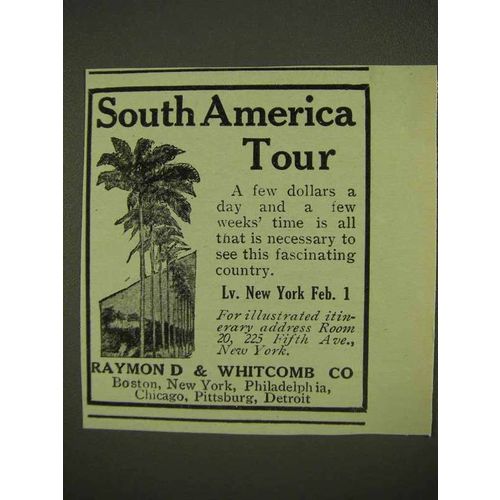 South America
Tour
A few dollars a
day and a few
weeks' time is all
that is necessary to
see this fascinating
country.
Lv. New York Feb. 1
For illustrated itin-
erary address Room
20, 225 Fifth Ave.,
New York.
RAYMOND & WHITCOMB CO
Boston, New York, Philadelphia,
Chicago, Pittsburg, Detroit